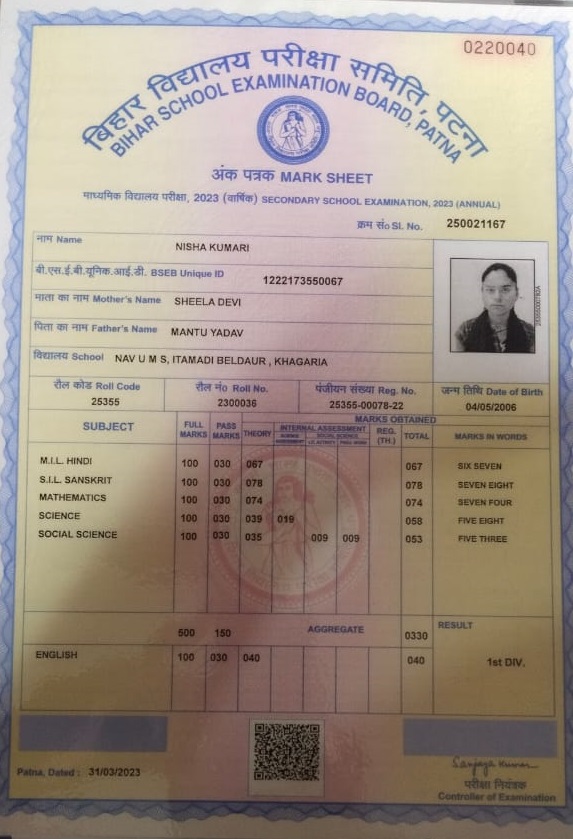 0220040
बिहार विद्यालय परीक्षा समिति, पटना
BIHAR SCHOOL EXAMINATION BOARD, PATNA
अंक पत्रक MARK SHEET
माध्यमिक विद्यालय परीक्षा, 2023 (वार्षिक) SECONDARY SCHOOL EXAMINATION, 2023 (ANNUAL)
क्रम सं० Sl. No. 250021167
नाम Name NISHA KUMARI
बी.एस.ई.बी.यूनिक.आई.डी. BSEB Unique ID 1222173550067
माता का नाम Mother's Name SHEELA DEVI
पिता का नाम Father's Name MANTU YADAV
विद्यालय School NAV U M S, ITAMADI BELDAUR , KHAGARIA
रौल कोड Roll Code रौल नं० Roll No. पंजीयन संख्या Reg. No. जन्म तिथि Date of Birth
25355 2300036 25355-00078-22 04/05/2006
SUBJECT FULL MARKS PASS MARKS MARKS OBTAINED MARKS IN WORDS
THEORY INTERNAL ASSESSMENT REG. (TH.) TOTAL
SOCIAL SCIENCE
M.I.L. HINDI 100 030 067 067 SIX SEVEN
S.I.L. SANSKRIT 100 030 078 078 SEVEN EIGHT
MATHEMATICS 100 030 074 074 SEVEN FOUR
SCIENCE 100 030 039 019 058 FIVE EIGHT
SOCIAL SCIENCE 100 030 035 009 009 053 FIVE THREE
500 150 AGGREGATE 0330 RESULT
ENGLISH 100 030 040 040 1st DIV.
Patna, Dated : 31/03/2023
Sanjay Kumar
परीक्षा नियंत्रक
Controller of Examination